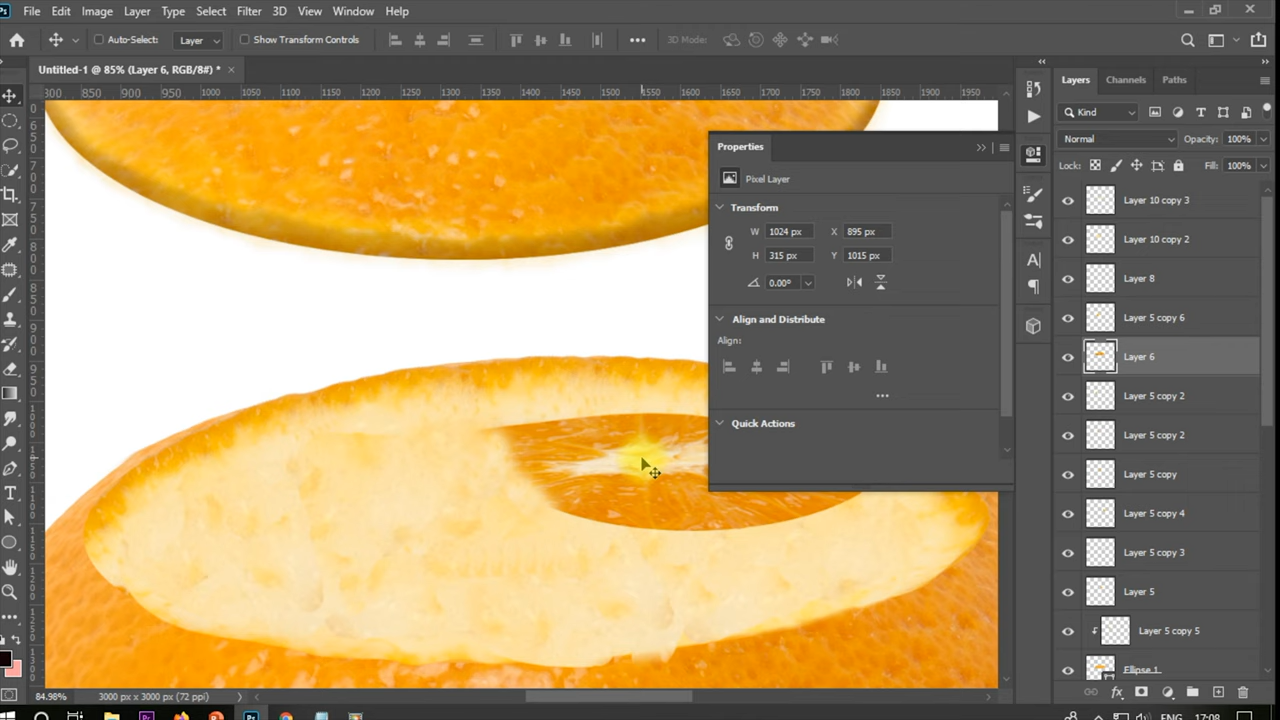 File Edit Image Layer Type Select Filter 3D View Window Help
Auto-Select: Layer Show Transform Controls 3D Mode:
Untitled-1 @ 85% (Layer 6, RGB/8#) * ×
800 850 900 950 1000 1050 1100 1150 1200 1250 1300 1350 1400 1450 1500 1550 1600 1650 1700 1750 1800 1850 1900 1950
Properties
Pixel Layer
Transform
W 1024 px X 895 px
H 315 px Y 1015 px
0.00°
Align and Distribute
Align:
Quick Actions
Layers Channels Paths
Kind
Normal Opacity: 100%
Lock: Fill: 100%
Layer 10 copy 3
Layer 10 copy 2
Layer 8
Layer 5 copy 6
Layer 6
Layer 5 copy 2
Layer 5 copy 2
Layer 5 copy
Layer 5 copy 4
Layer 5 copy 3
Layer 5
Layer 5 copy 5
Ellipse 1
84.98% 3000 px x 3000 px (72 ppi)
17:08